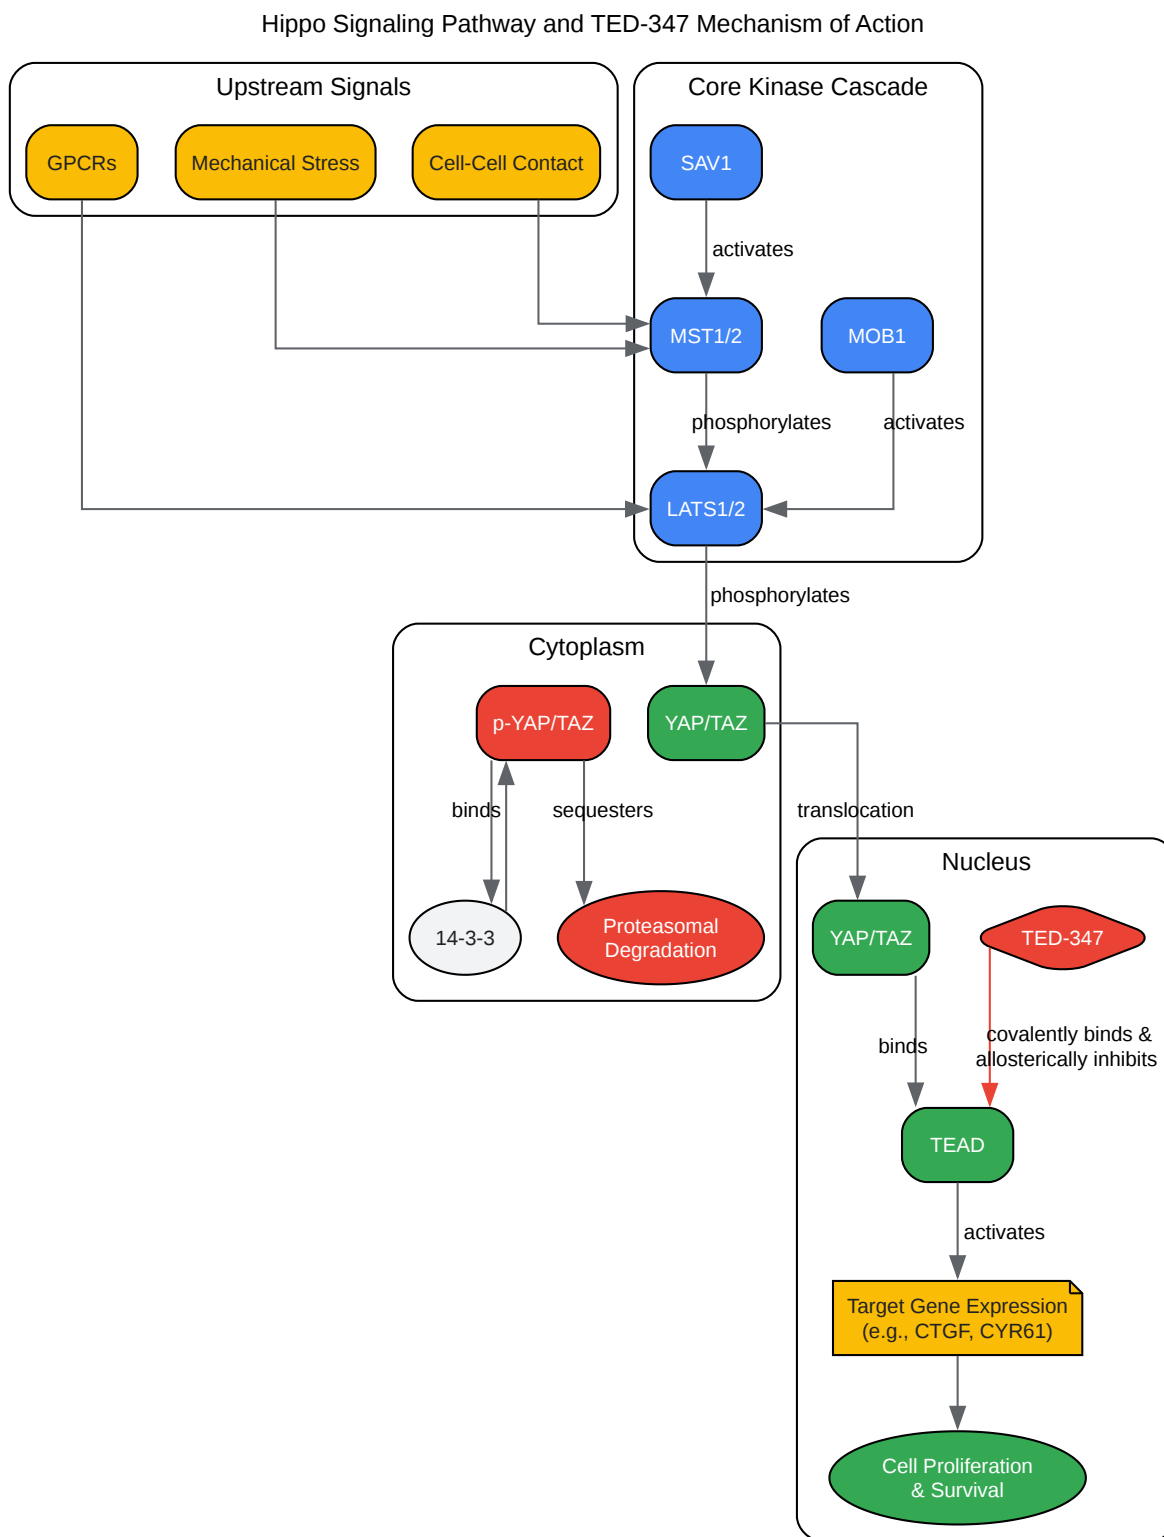 Hippo Signaling Pathway and TED-347 Mechanism of Action
Upstream Signals
Core Kinase Cascade
GPCRs
Mechanical Stress
Cell-Cell Contact
SAV1
activates
MST1/2
MOB1
phosphorylates
activates
LATS1/2
phosphorylates
Cytoplasm
p-YAP/TAZ
YAP/TAZ
binds
sequesters
translocation
Nucleus
14-3-3
Proteasomal
Degradation
YAP/TAZ
TED-347
binds
covalently binds &
allosterically inhibits
TEAD
activates
Target Gene Expression
(e.g., CTGF, CYR61)
Cell Proliferation
& Survival